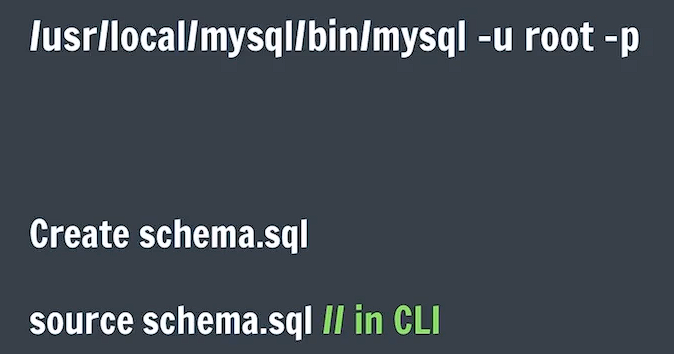 /usr/local/mysql/bin/mysql -u root -p
Create schema.sql
source schema.sql // in CLI